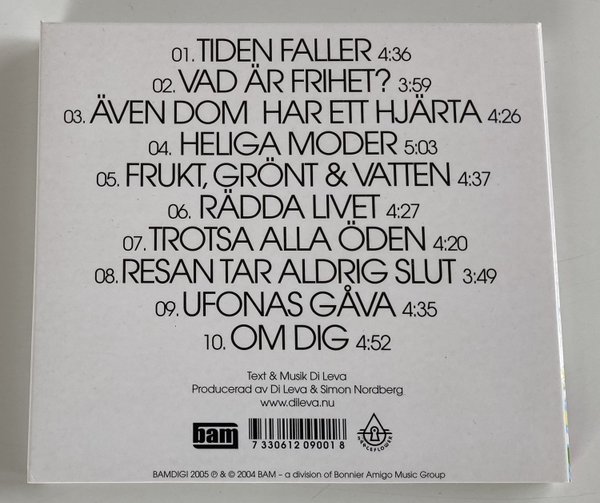 01. TIDEN FALLER 4:36
02. VAD ÄR FRIHET? 3:59
03. ÄVEN DOM HAR ETT HJÄRTA 4:26
04. HELIGA MODER 5:03
05. FRUKT, GRÖNT & VATTEN 4:37
06. RÄDDA LIVET 4:27
07. TROTSA ALLA ÖDEN 4:20
08. RESAN TAR ALDRIG SLUT 3:49
09. UFONAS GÅVA 4:35
10. OM DIG 4:52
Text & Musik Di Leva
Producerad av Di Leva & Simon Nordberg
www.dileva.nu
bam
7 330612 090018
BAMDIGI 2005 ℗ & © 2004 BAM – a division of Bonnier Amigo Music Group